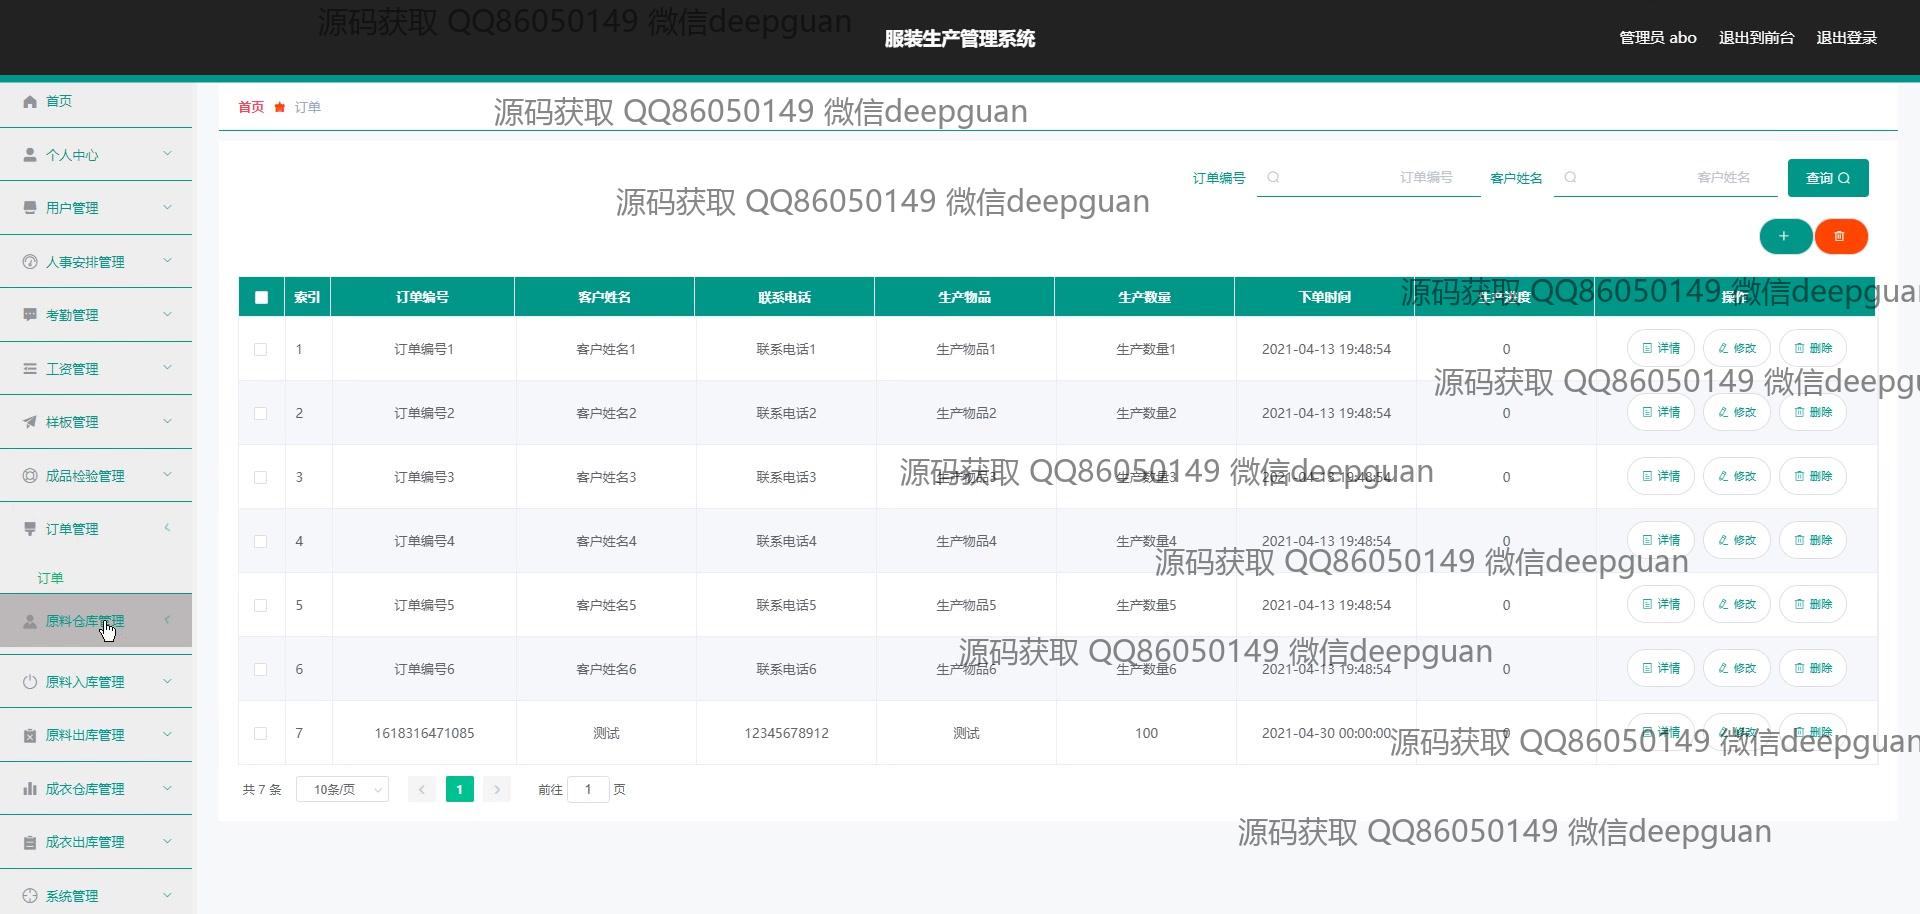 源码获取 QQ86050149 微信deepguan
服装生产管理系统
管理员 abo 退出到前台 退出登录
首页
个人中心
用户管理
人事安排管理
考勤管理
工资管理
样板管理
成品检验管理
订单管理
订单
原料仓库管理
原料入库管理
原料出库管理
成衣仓库管理
成衣出库管理
系统管理
首页 订单
源码获取 QQ86050149 微信deepguan
订单编号 订单编号 客户姓名 客户姓名 查询
源码获取 QQ86050149 微信deepguan
索引 订单编号 客户姓名 联系电话 生产物品 生产数量 下单时间 生产进度 操作
源码获取 QQ86050149 微信deepguan
1 订单编号1 客户姓名1 联系电话1 生产物品1 生产数量1 2021-04-13 19:48:54 0 详情 修改 删除
源码获取 QQ86050149 微信deepgu
2 订单编号2 客户姓名2 联系电话2 生产物品2 生产数量2 2021-04-13 19:48:54 0 详情 修改 删除
3 订单编号3 客户姓名3 联系电话3 生产物品3 生产数量3 2021-04-13 19:48:54 0 详情 修改 删除
源码获取 QQ86050149 微信deepguan
4 订单编号4 客户姓名4 联系电话4 生产物品4 生产数量4 2021-04-13 19:48:54 0 详情 修改 删除
源码获取 QQ86050149 微信deepguan
5 订单编号5 客户姓名5 联系电话5 生产物品5 生产数量5 2021-04-13 19:48:54 0 详情 修改 删除
源码获取 QQ86050149 微信deepguan
6 订单编号6 客户姓名6 联系电话6 生产物品6 生产数量6 2021-04-13 19:48:54 0 详情 修改 删除
7 1618316471085 测试 12345678912 测试 100 2021-04-30 00:00:00 0 详情 修改 删除
源码获取 QQ86050149 微信deepguan
共 7 条 10条/页 1 前往 1 页
源码获取 QQ86050149 微信deepguan